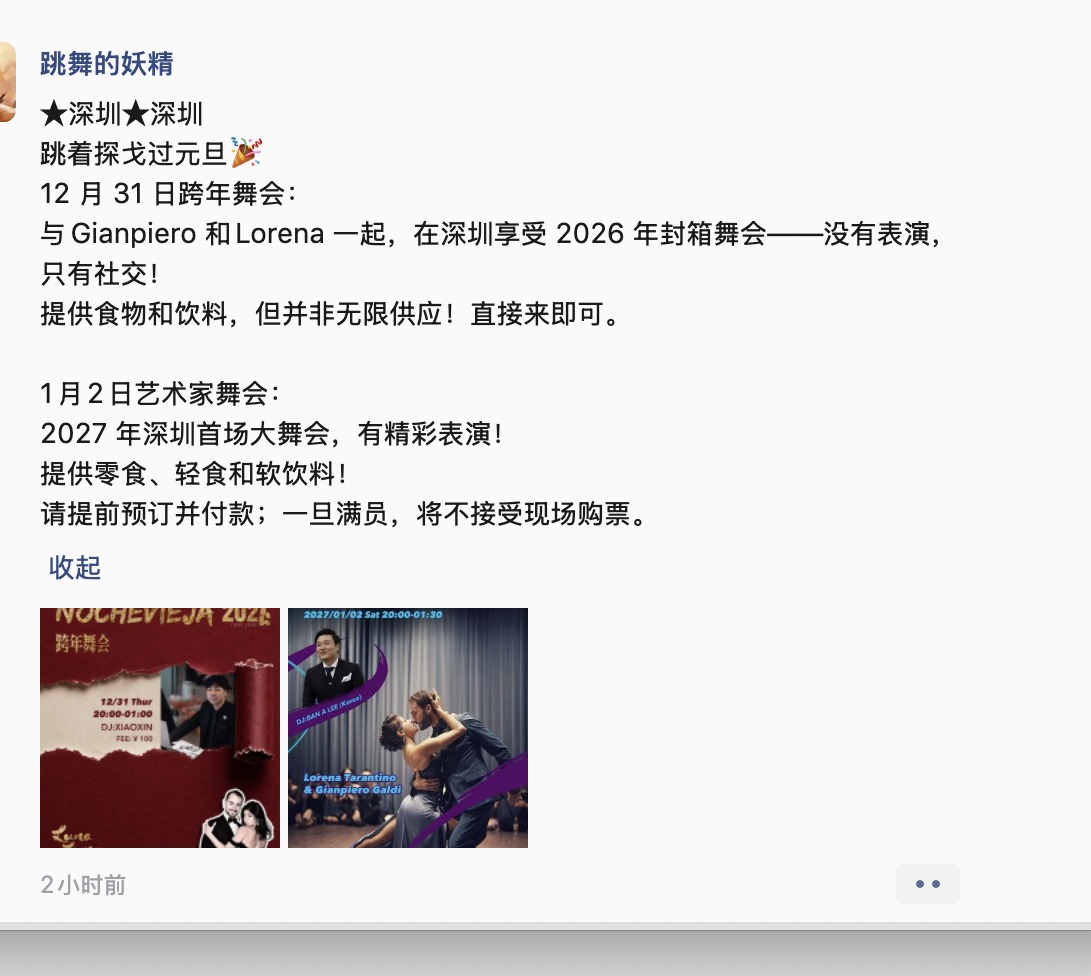 跳舞的妖精
★深圳★深圳
跳着探戈过元旦🎉
12 月 31 日跨年舞会：
与 Gianpiero 和 Lorena 一起，在深圳享受 2026 年封箱舞会——没有表演，
只有社交！
提供食物和饮料，但并非无限供应！直接来即可。
1 月 2 日艺术家舞会：
2027 年深圳首场大舞会，有精彩表演！
提供零食、轻食和软饮料！
请提前预订并付款；一旦满员，将不接受现场购票。
收起
NOCHEVIEJA 2026
跨年舞会
12/31 Thur
20:00-01:00
DJ:XIAOXIN
FEE: ¥ 100
2027/01/02 Sat 20:00-01:30
DJ:BAN A LEE (Korea)
Lorena Tarantino
& Gianpiero Galdi
2 小时前